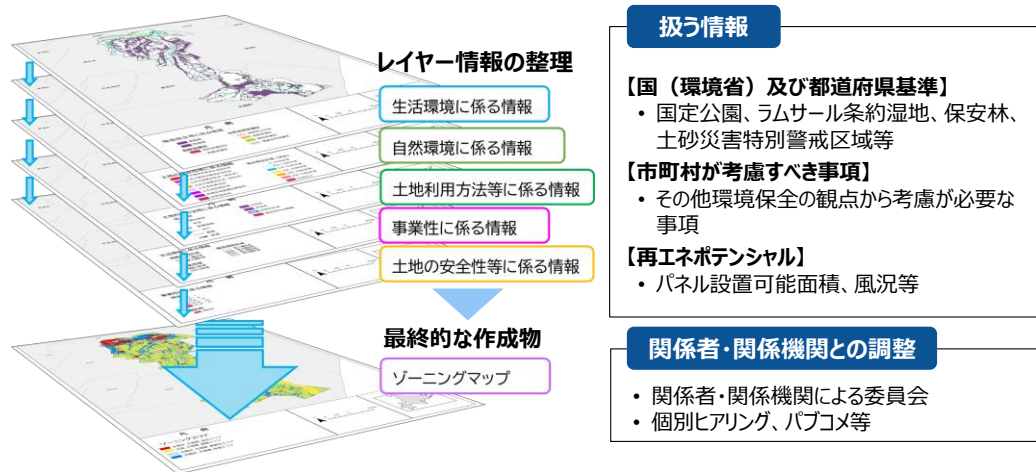 レイヤー情報の整理
生活環境に係る情報
自然環境に係る情報
土地利用方法等に係る情報
事業性に係る情報
土地の安全性等に係る情報
最終的な作成物
ゾーニングマップ
凡 例
ゾーニングエリア
扱う情報
【国（環境省）及び都道府県基準】
• 国定公園、ラムサール条約湿地、保安林、
土砂災害特別警戒区域等
【市町村が考慮すべき事項】
• その他環境保全の観点から考慮が必要な
事項
【再エネポテンシャル】
• パネル設置可能面積、風況等
関係者・関係機関との調整
• 関係者・関係機関による委員会
• 個別ヒアリング、パブコメ等